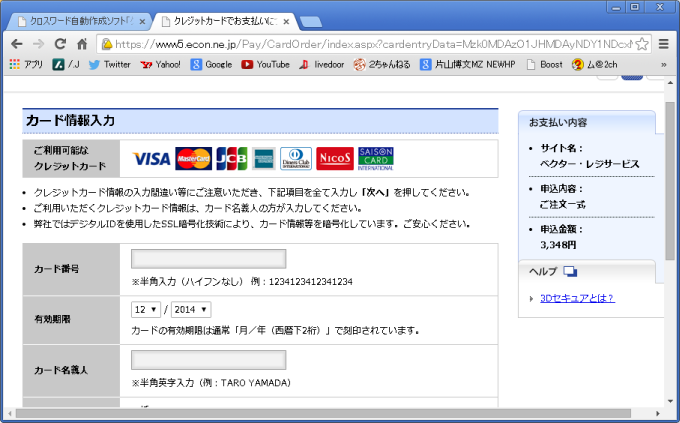 クロスワード自動作成ソフト「
クレジットカードでお支払いに
https://www5.econ.ne.jp/Pay/CardOrder/index.aspx?cardentryData=Mzk0MDAzO1JHMDAyNDY1NDcx
アプリ /.J Twitter Yahoo! Google YouTube livedoor 2ちゃんねる 片山博文MZ NEWHP Boost ム@2ch »
カード情報入力
ご利用可能な
クレジットカード
VISA MasterCard JCB AMERICAN EXPRESS Diners Club INTERNATIONAL NICOS SAISON CARD INTERNATIONAL
• クレジットカード情報の入力間違い等にご注意いただき、下記項目を全て入力し「次へ」を押してください。
• ご利用いただくクレジットカード情報は、カード名義人の方が入力してください。
• 弊社ではデジタルIDを使用したSSL暗号化技術により、カード情報等を暗号化しています。ご安心ください。
カード番号
※半角入力（ハイフンなし） 例：1234123412341234
有効期限
12 / 2014
カードの有効期限は通常「月／年（西暦下2桁）」で刻印されています。
カード名義人
※半角英字入力（例：TARO YAMADA）
お支払い内容
• サイト名：
ベクター・レジサービス
• 申込内容：
ご注文一式
• 申込金額：
3,348円
ヘルプ
3Dセキュアとは？